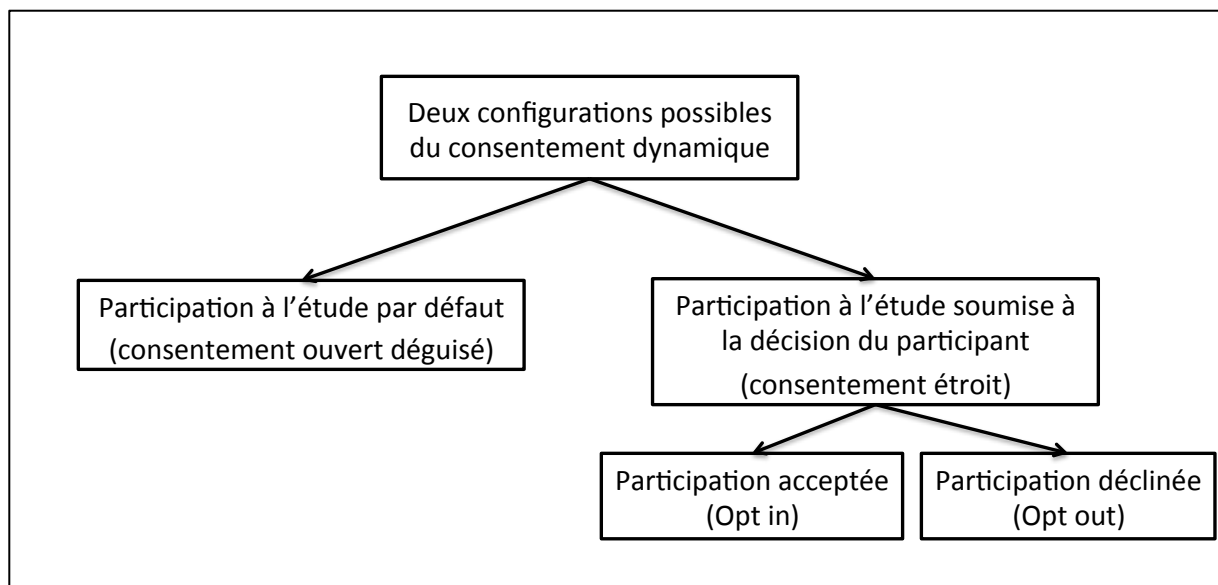 Deux configurations possibles
du consentement dynamique
Participation à l’étude par défaut
(consentement ouvert déguisé)
Participation à l’étude soumise à
la décision du participant
(consentement étroit)
Participation acceptée
(Opt in)
Participation déclinée
(Opt out)